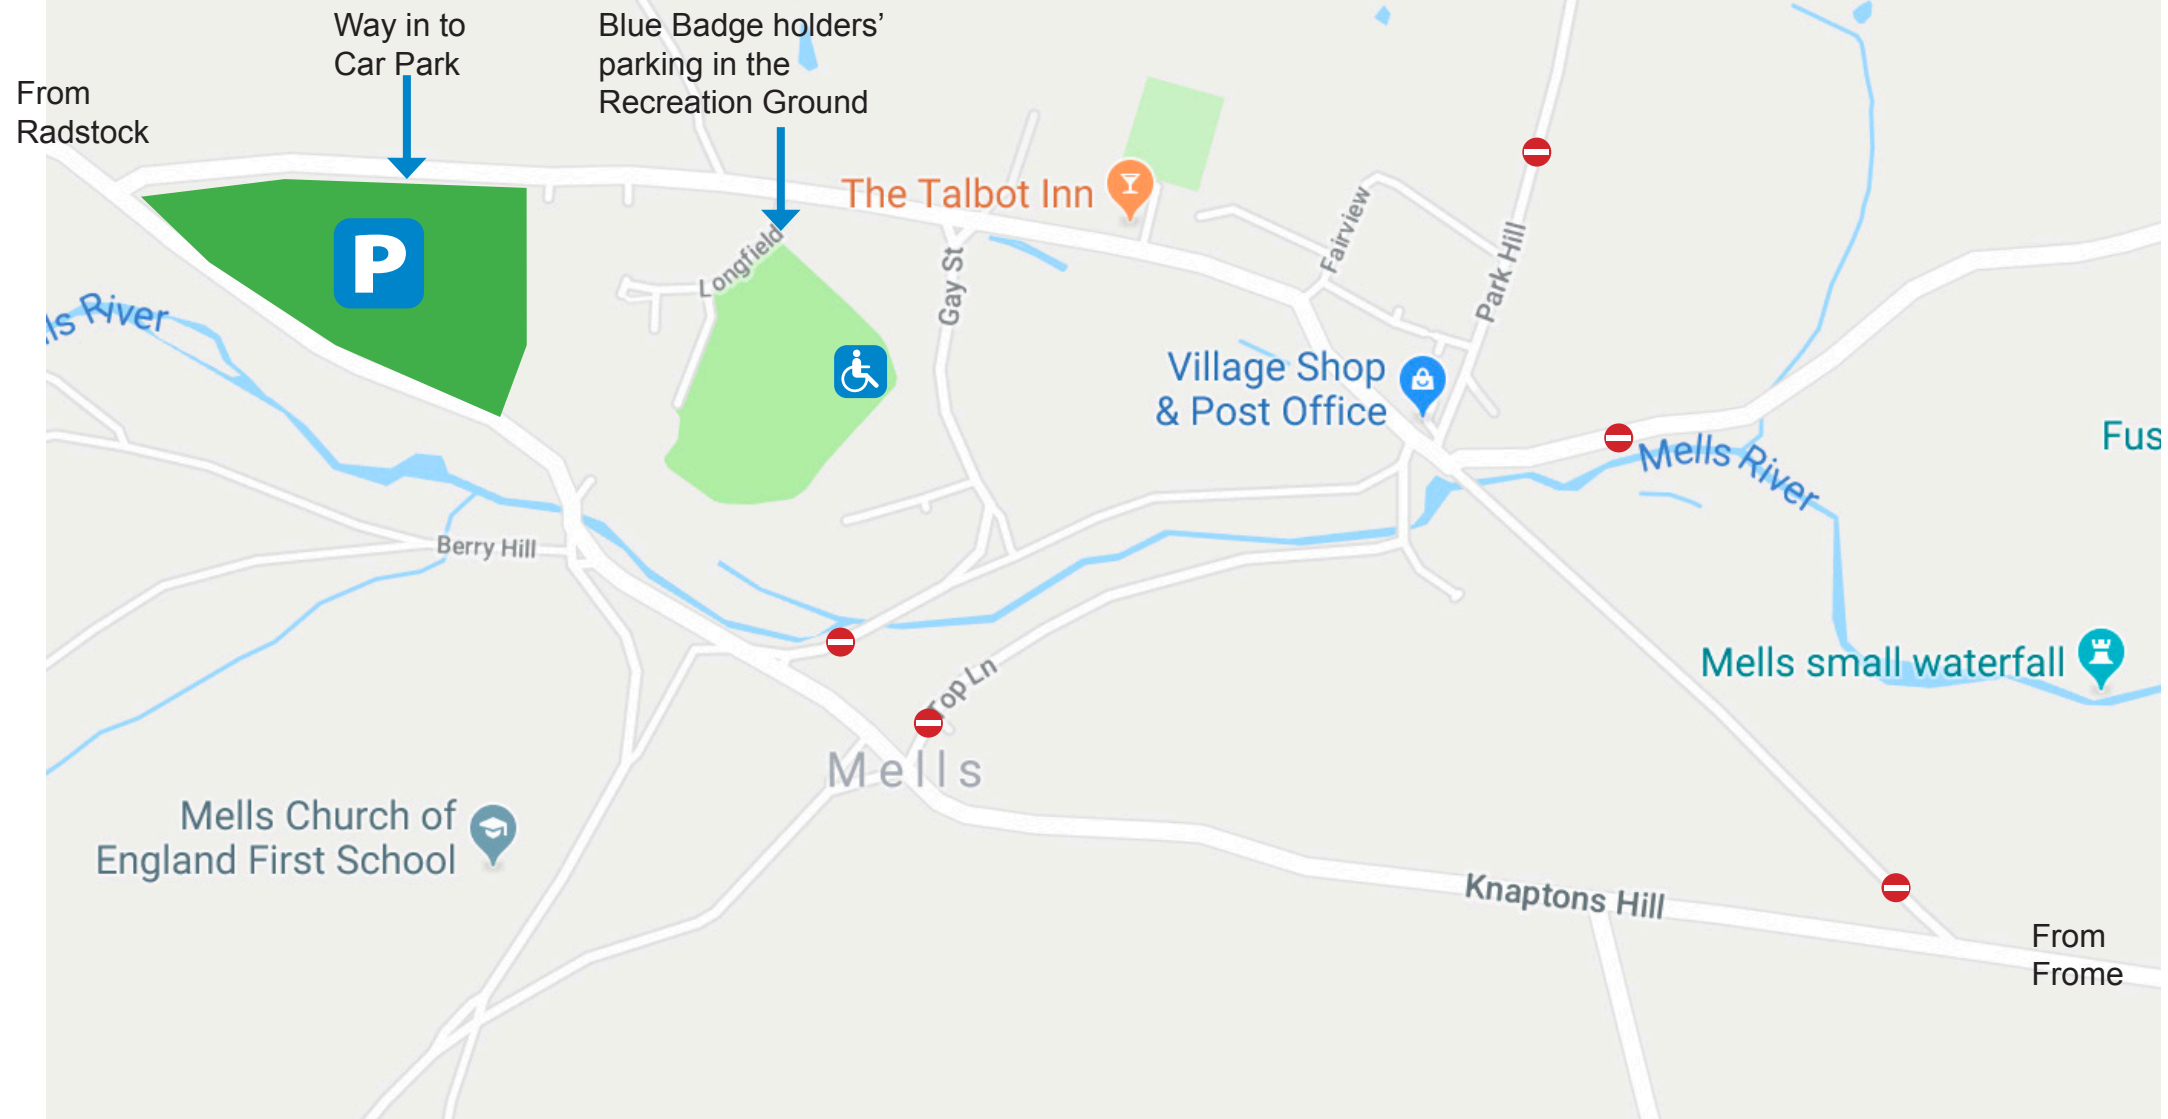 Way in to
Car Park
Blue Badge holders’
parking in the
Recreation Ground
From
Radstock
The Talbot Inn
P
Longfield
Gay St
Fairview
Park Hill
ls River
Village Shop
& Post Office
Mells River
Fus
Berry Hill
Top Ln
Mells small waterfall
Mells
Mells Church of
England First School
Knaptons Hill
From
Frome